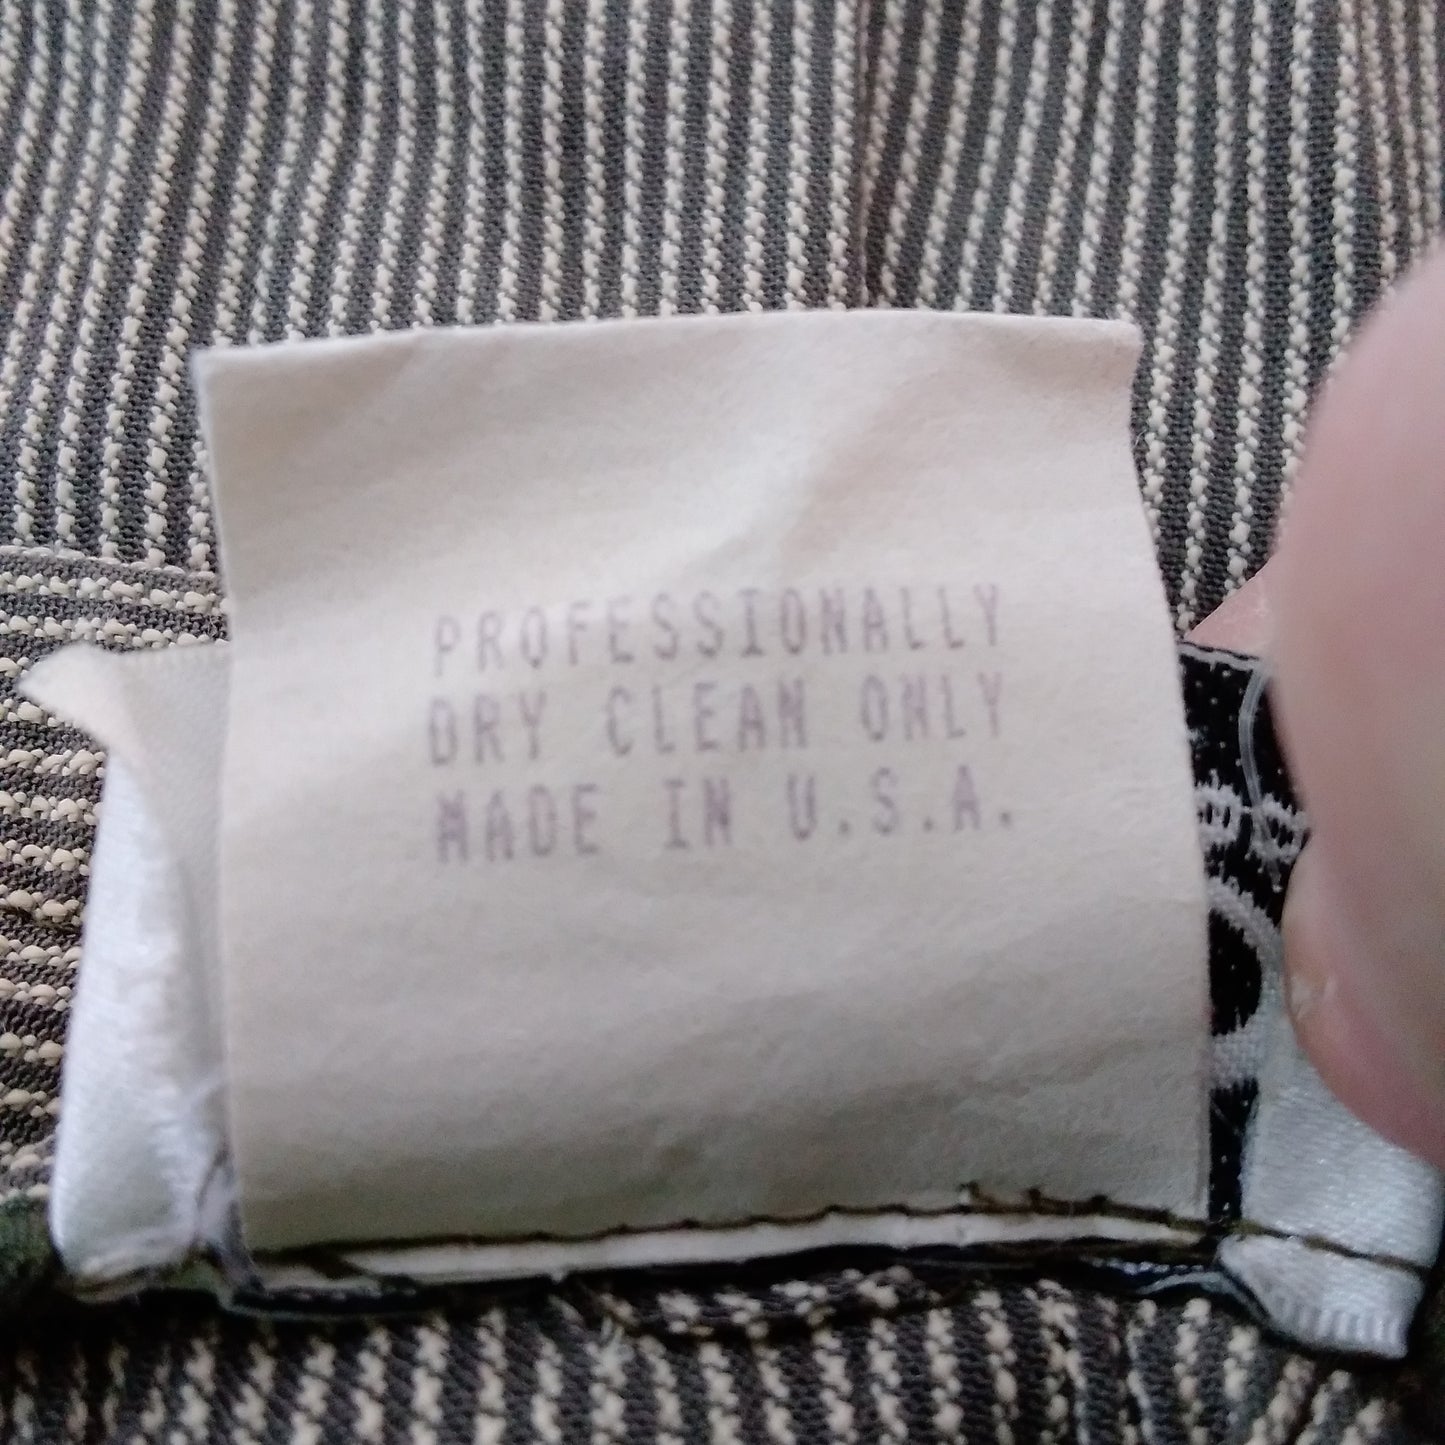 PROFESSIONALLY
DRY CLEAN ONLY
MADE IN U.S.A.